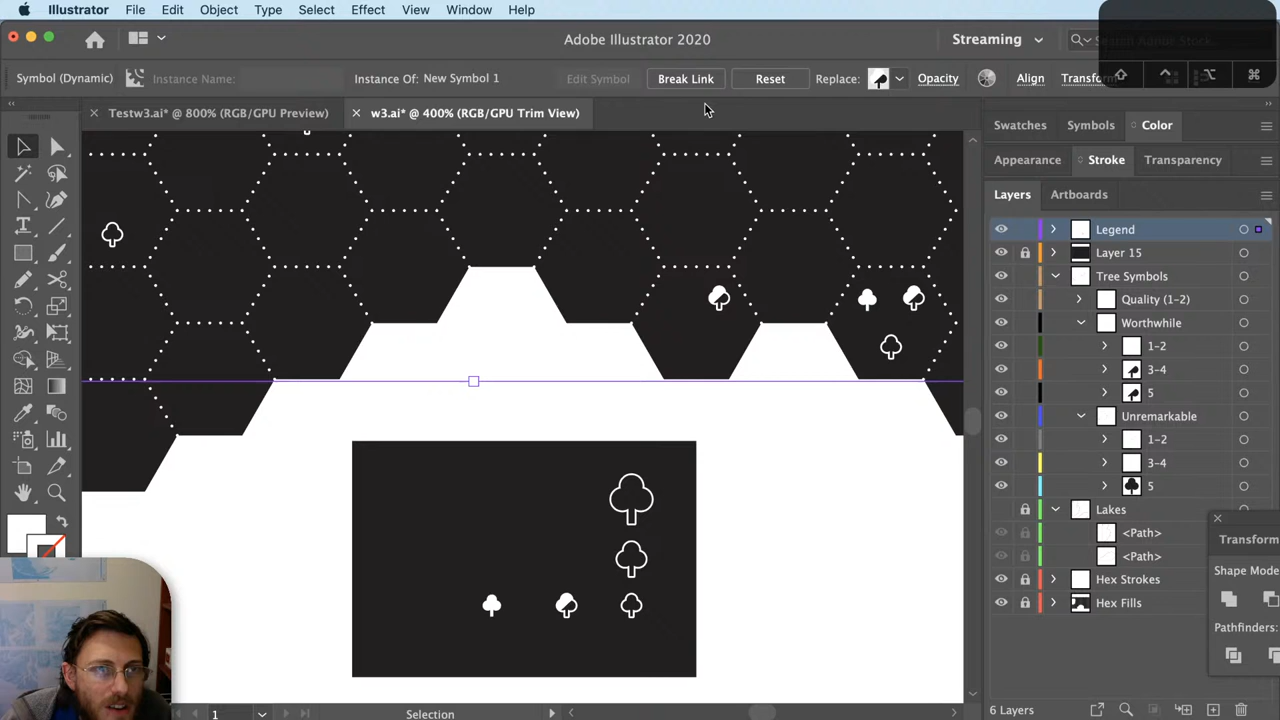 Illustrator File Edit Object Type Select Effect View Window Help
Adobe Illustrator 2020
Streaming
Search Adobe Stock
Symbol (Dynamic) Instance Name: Instance Of: New Symbol 1 Edit Symbol Break Link Reset Replace: Opacity Align Transform
Testw3.ai* @ 800% (RGB/GPU Preview)
w3.ai* @ 400% (RGB/GPU Trim View)
Swatches Symbols Color
Appearance Stroke Transparency
Layers Artboards
Legend
Layer 15
Tree Symbols
Quality (1-2)
Worthwhile
1-2
3-4
5
Unremarkable
1-2
3-4
5
Lakes
<Path>
<Path>
Hex Strokes
Hex Fills
Transform
Shape Mode
Pathfinders:
1 Selection
6 Layers